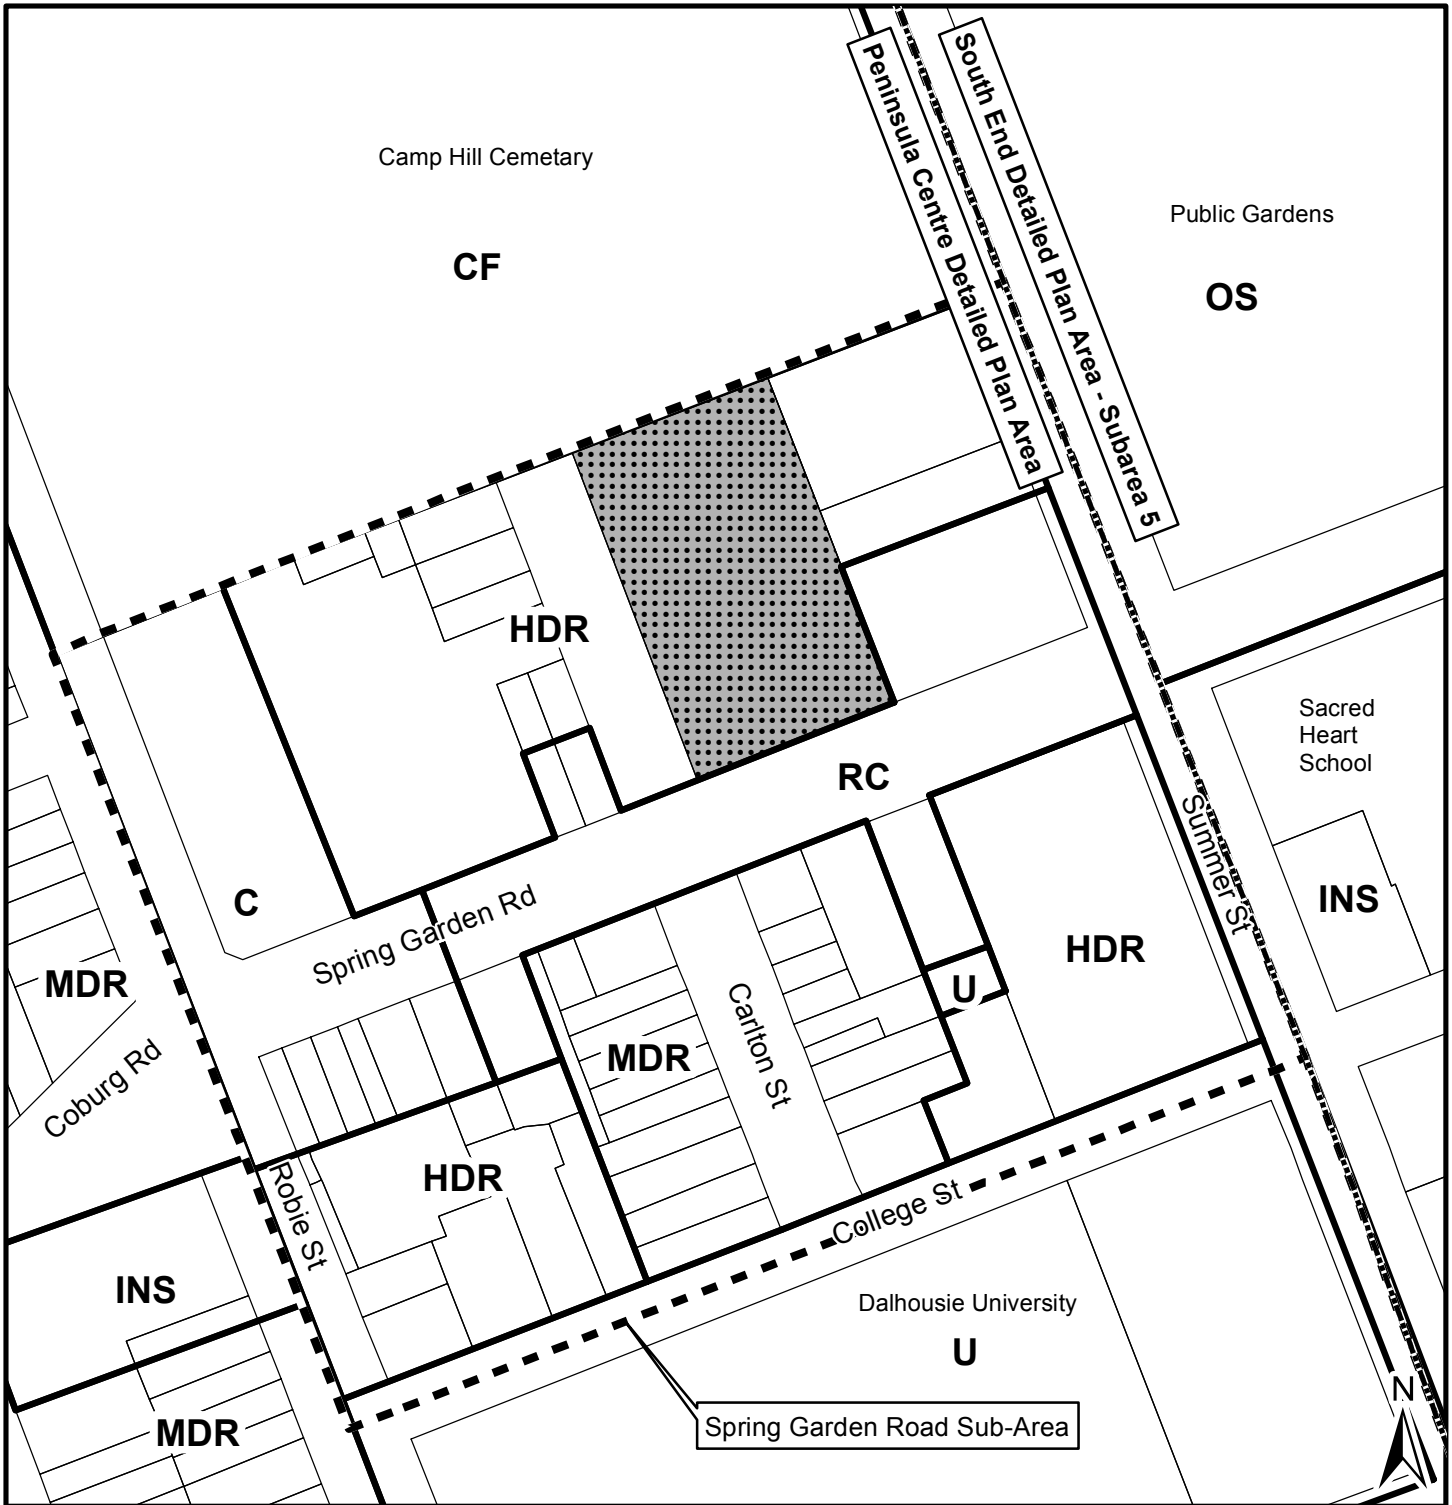 Camp Hill Cemetary
CF
Peninsula Centre Detailed Plan Area
South End Detailed Plan Area - Subarea 5
Public Gardens
OS
HDR
RC
Sacred
Heart
School
Summer St
INS
C
Spring Garden Rd
MDR
HDR
U
Carlton St
MDR
Coburg Rd
HDR
Robie St
College St
INS
Dalhousie University
U
MDR
Spring Garden Road Sub-Area
N